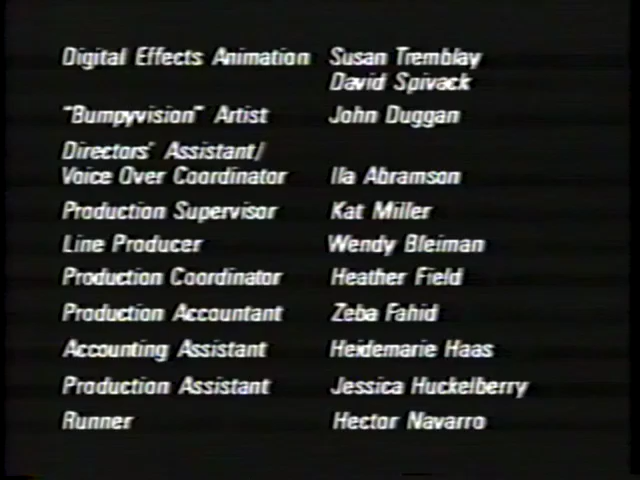 Digital Effects Animation Susan Tremblay
David Spivack
"Bumpyvision" Artist John Duggan
Directors' Assistant/
Voice Over Coordinator Ila Abramson
Production Supervisor Kat Miller
Line Producer Wendy Bleiman
Production Coordinator Heather Field
Production Accountant Zeba Fahid
Accounting Assistant Heidemarie Haas
Production Assistant Jessica Huckelberry
Runner Hector Navarro